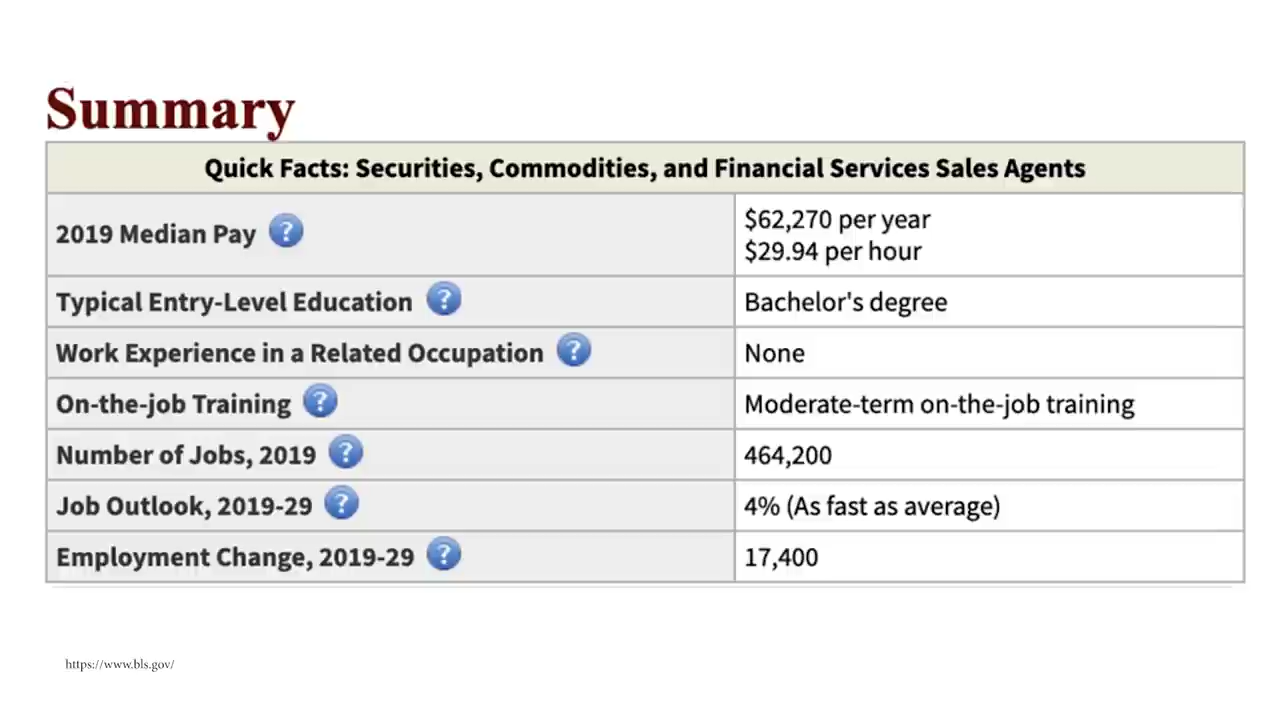 Summary
Quick Facts: Securities, Commodities, and Financial Services Sales Agents
2019 Median Pay ?
$62,270 per year
$29.94 per hour
Typical Entry-Level Education ?
Bachelor's degree
Work Experience in a Related Occupation ?
None
On-the-job Training ?
Moderate-term on-the-job training
Number of Jobs, 2019 ?
464,200
Job Outlook, 2019-29 ?
4% (As fast as average)
Employment Change, 2019-29 ?
17,400
https://www.bls.gov/